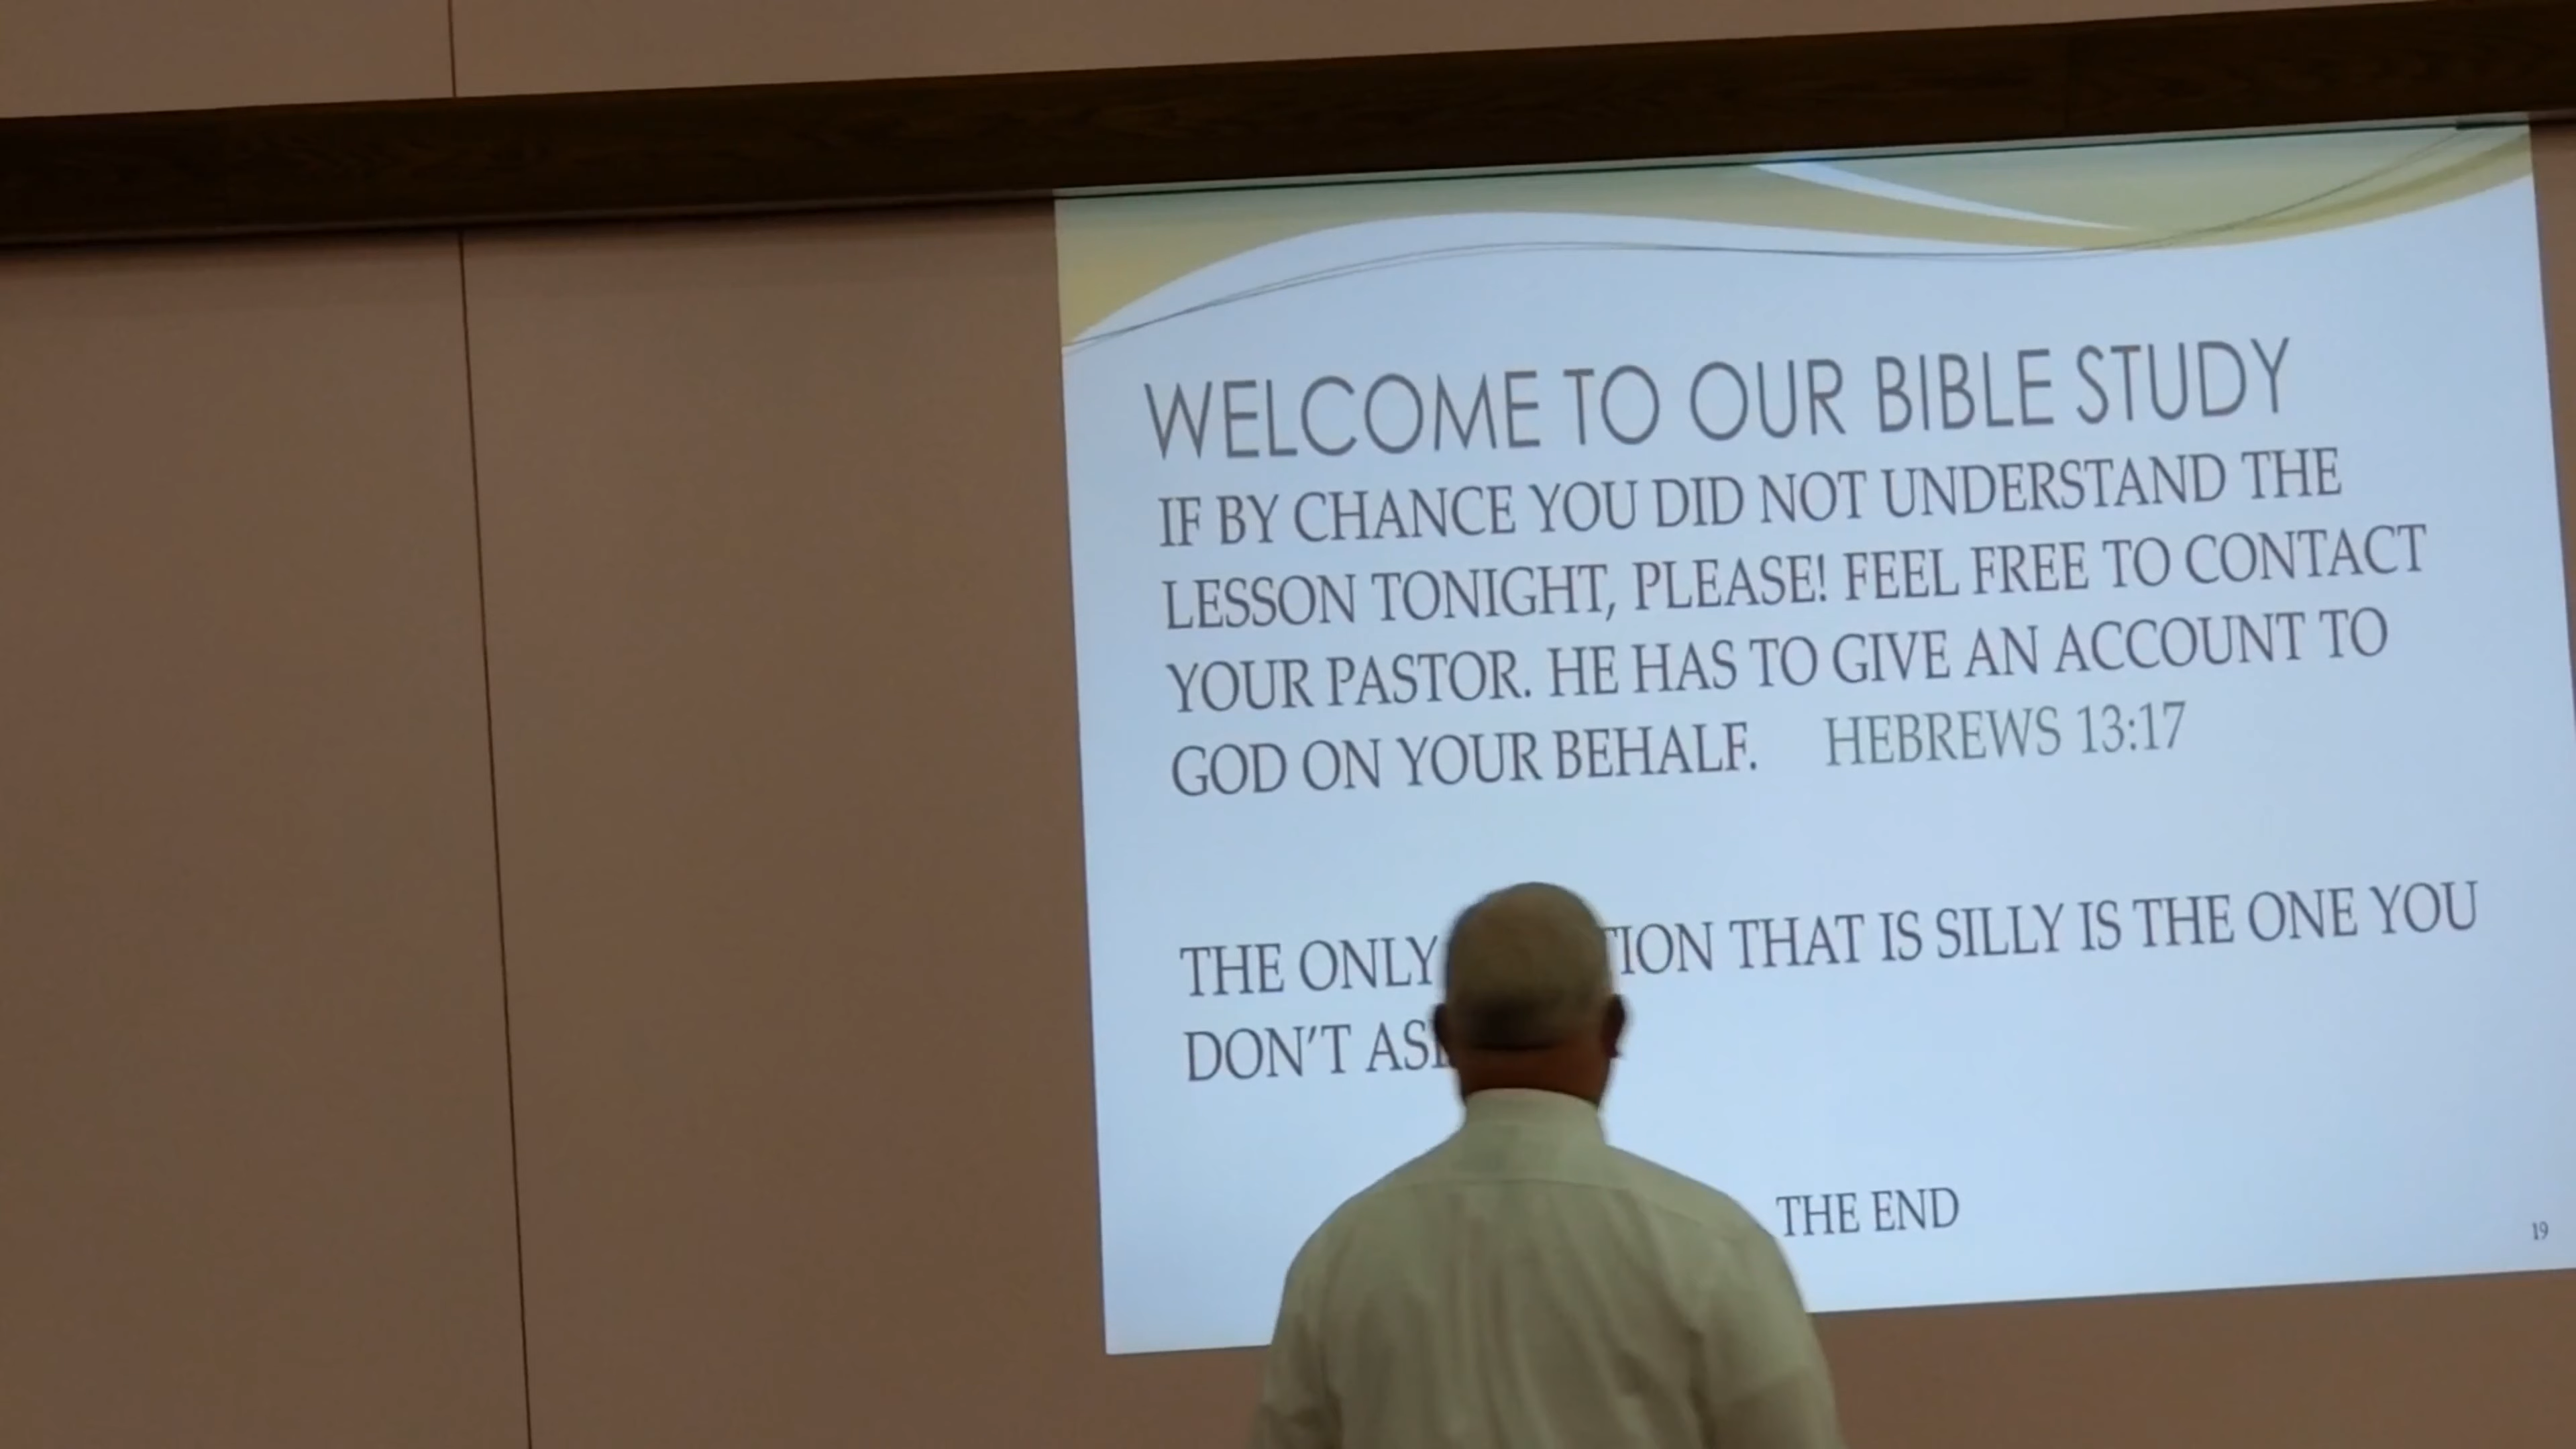 WELCOME TO OUR BIBLE STUDY
IF BY CHANCE YOU DID NOT UNDERSTAND THE
LESSON TONIGHT, PLEASE! FEEL FREE TO CONTACT
YOUR PASTOR. HE HAS TO GIVE AN ACCOUNT TO
GOD ON YOUR BEHALF. HEBREWS 13:17
THE ONLY THAT IS SILLY IS THE ONE YOU
DON'T
THE END
19